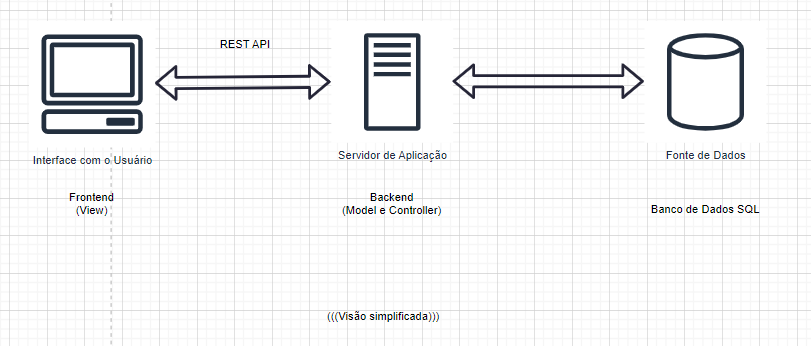 REST API
Interface com o Usuário
Servidor de Aplicação
Fonte de Dados
Frontend
(View)
Backend
(Model e Controller)
Banco de Dados SQL
(((Visão simplificada)))